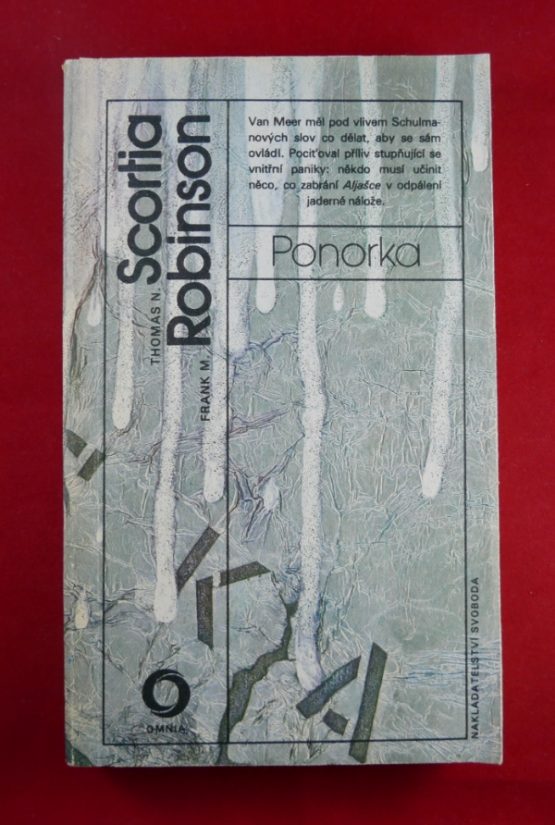 THOMAS N. Scortia
FRANK M. Robinson
Van Meer měl pod vlivem Schulma-
nových slov co dělat, aby se sám
ovládl. Pociťoval příliv stupňující se
vnitřní paniky: někdo musí učinit
něco, co zabrání Aljašce v odpálení
jaderné nálože.
Ponorka
OMNIA
NAKLADATELSTVÍ SVOBODA